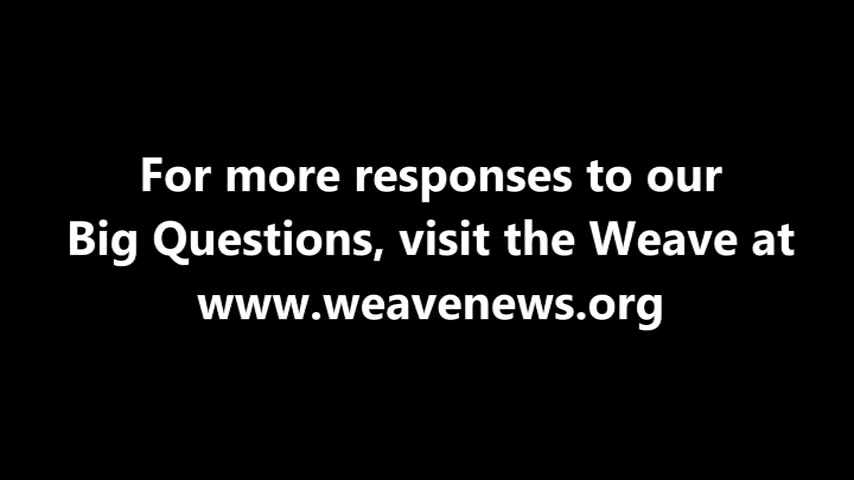 For more responses to our
Big Questions, visit the Weave at
www.weavenews.org